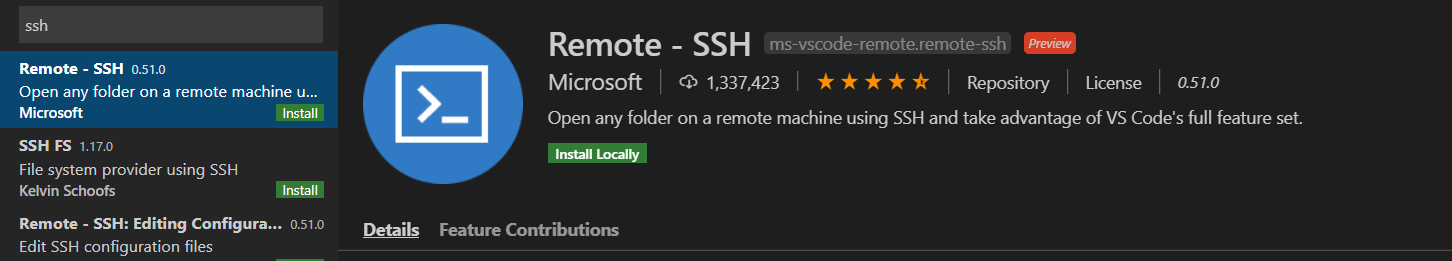 ssh
Remote - SSH 0.51.0
Open any folder on a remote machine u...
Microsoft Install
SSH FS 1.17.0
File system provider using SSH
Kelvin Schoofs Install
Remote - SSH: Editing Configura... 0.51.0
Edit SSH configuration files
Remote - SSH ms-vscode-remote.remote-ssh Preview
Microsoft 1,337,423 Repository License 0.51.0
Open any folder on a remote machine using SSH and take advantage of VS Code's full feature set.
Install Locally
Details Feature Contributions